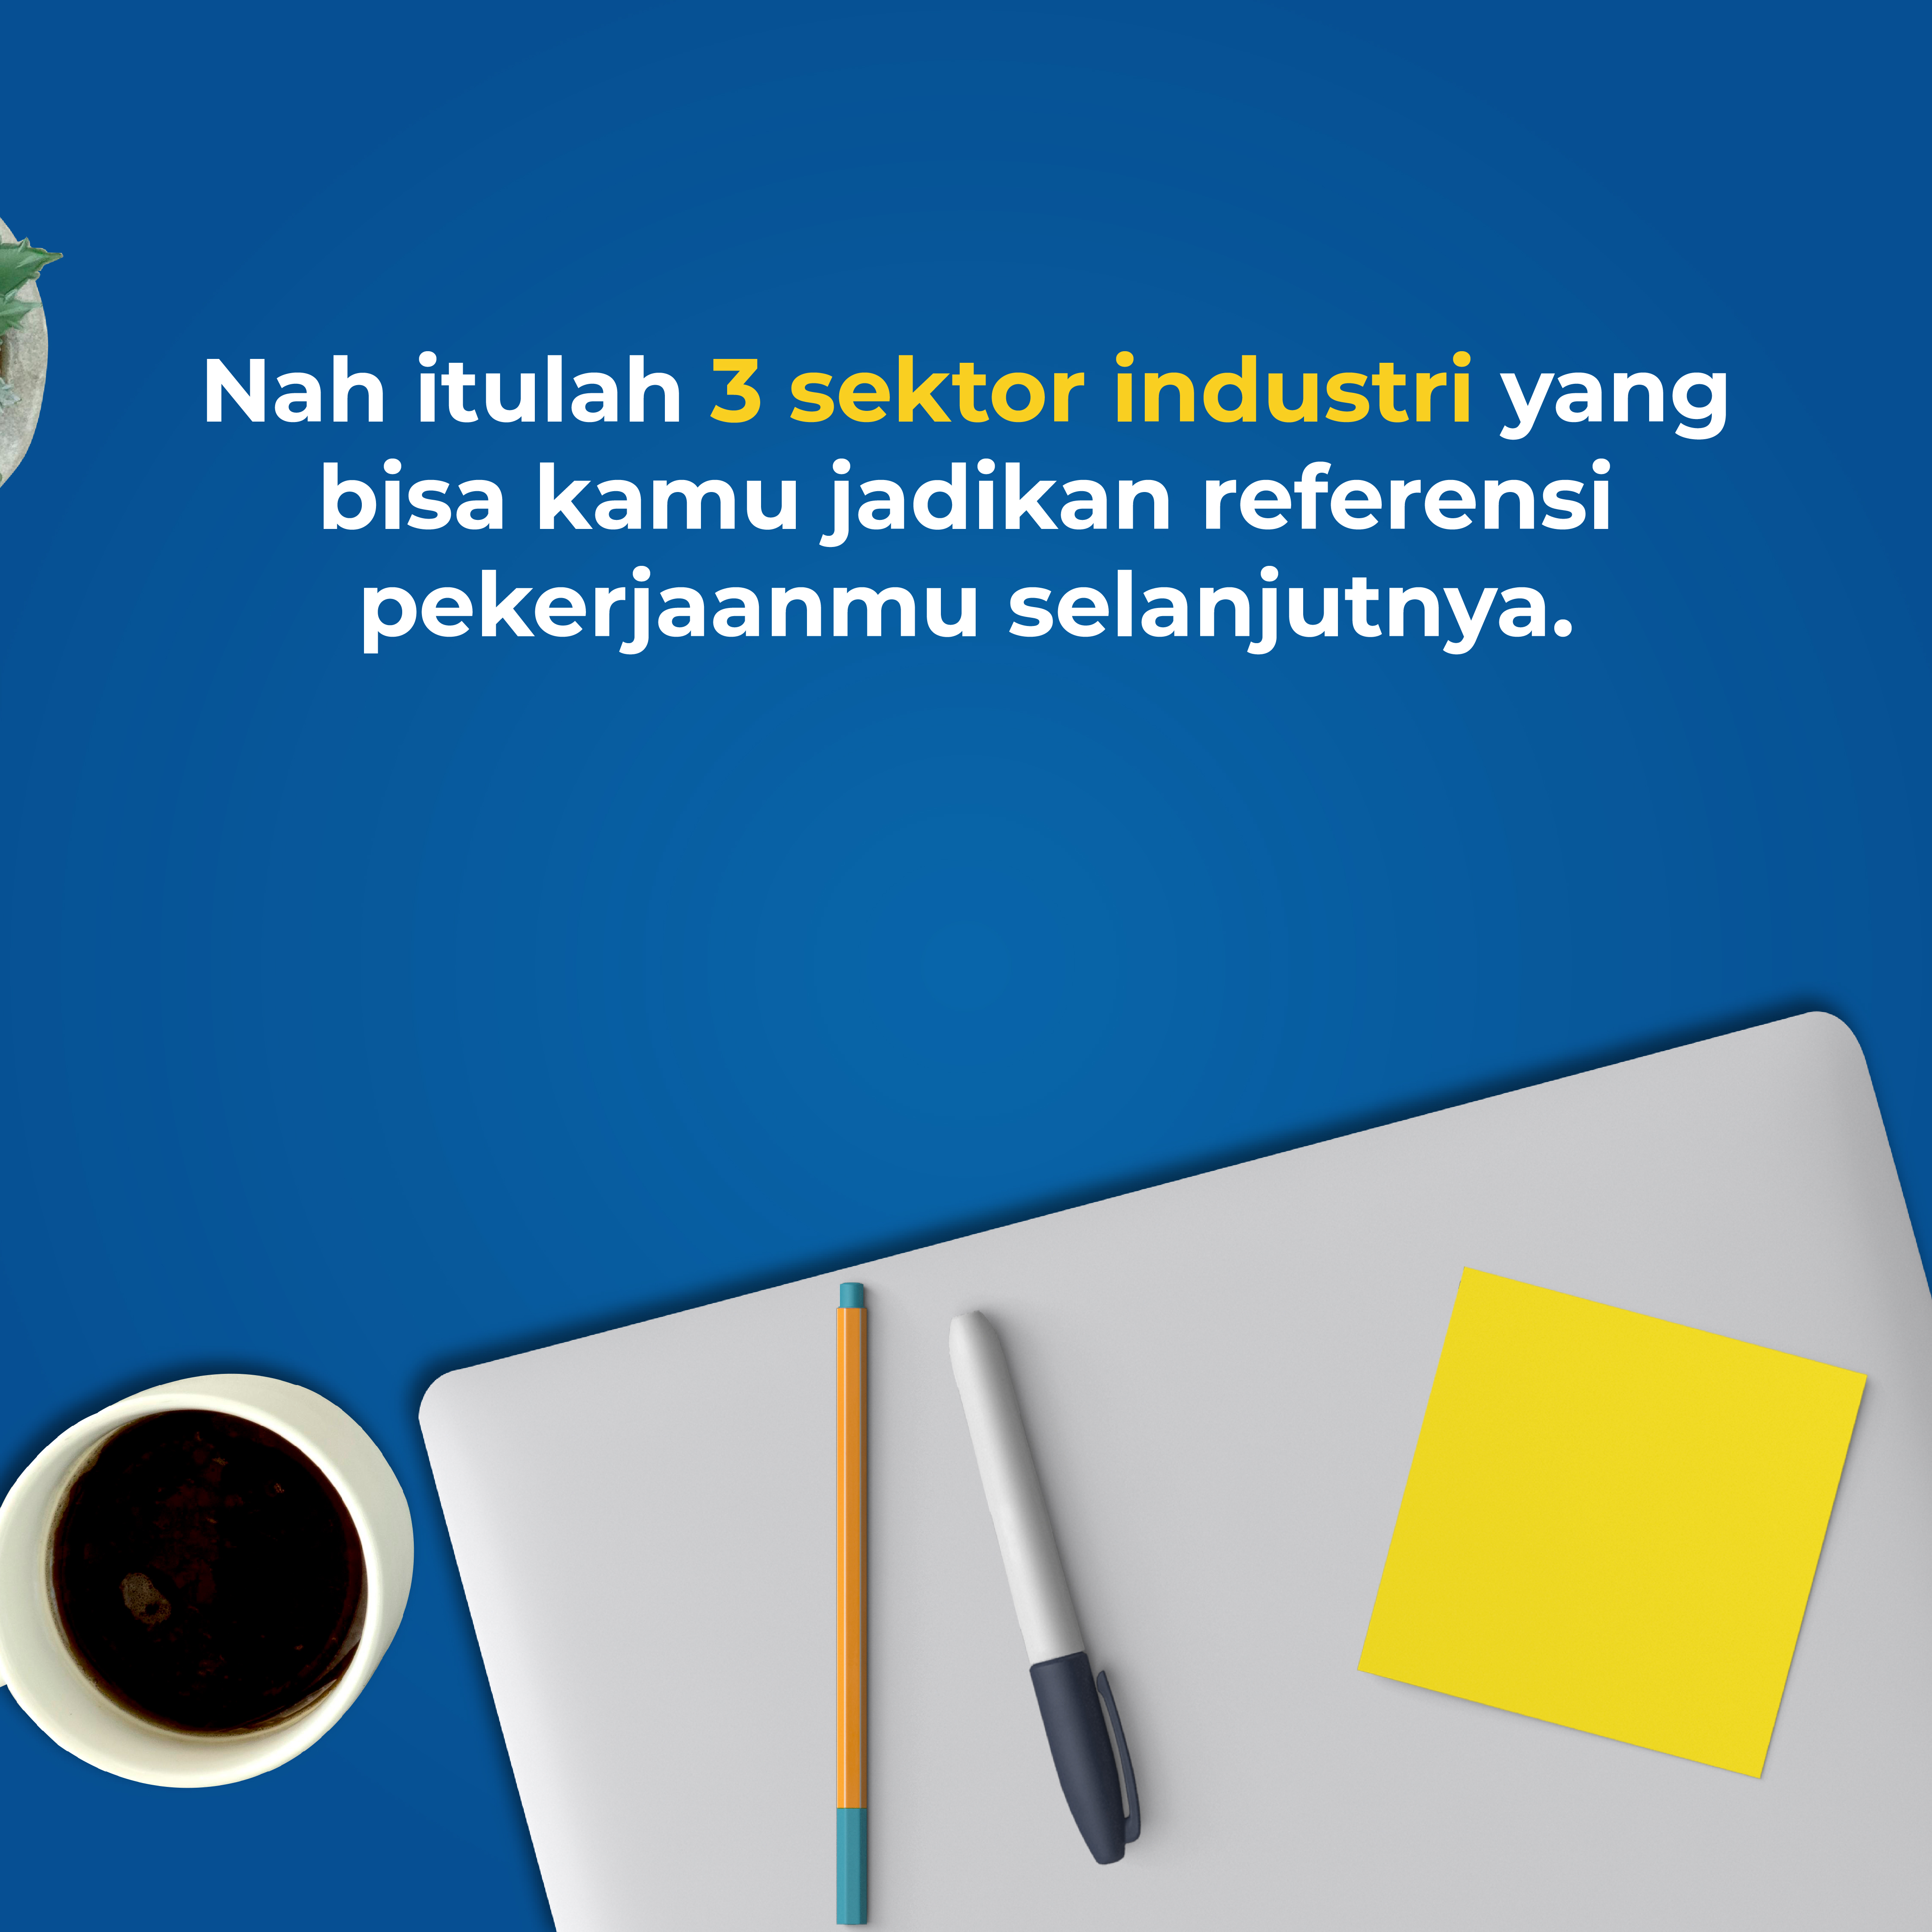 Nah itulah 3 sektor industri yang
bisa kamu jadikan referensi
pekerjaanmu selanjutnya.